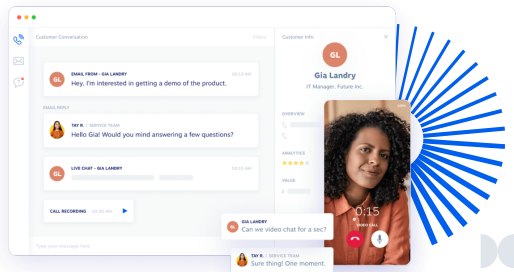 Customer Conversation
Filters
Customer Info
X
GL
EMAIL FROM - GIA LANDRY
Hey, I'm interested in getting a demo of the product.
EMAIL REPLY
TAY R. | SERVICE TEAM
Hello Gia! Would you mind answering a few questions?
GL
LIVE CHAT - GIA LANDRY
CALL RECORDING
Type your message here
GL
Gia Landry
IT Manager, Future Inc.
OVERVIEW
ANALYTICS
VALUE
0:15
VIDEO CALL
GL
GIA LANDRY
Can we video chat for a sec?
TAY R. | SERVICE TEAM
Sure thing! One moment.